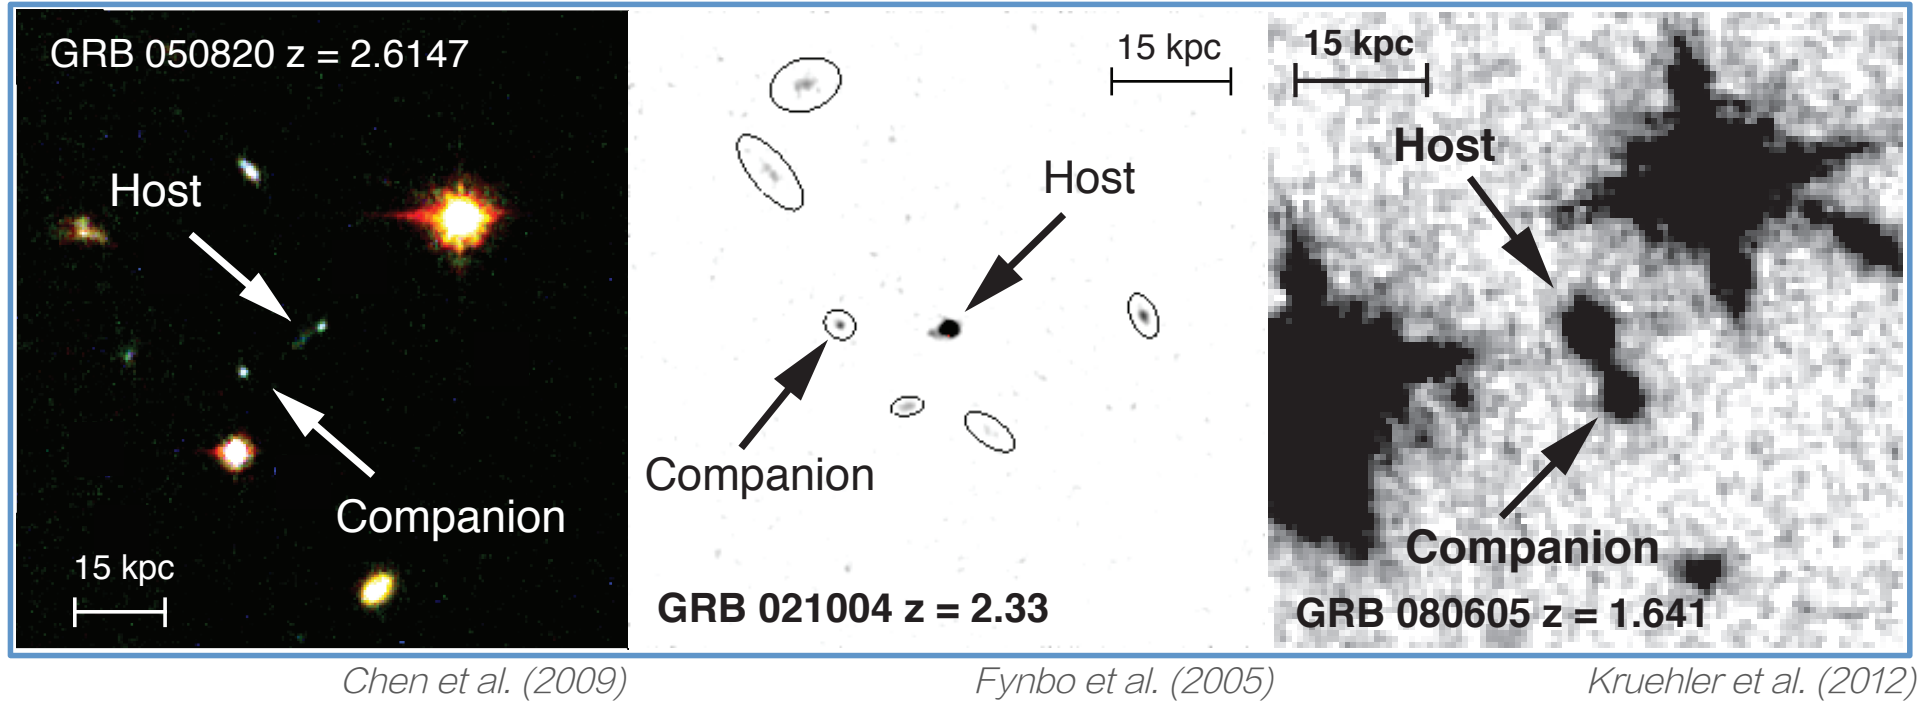 GRB 050820 z = 2.6147
Host
Companion
15 kpc
15 kpc
Host
Companion
GRB 021004 z = 2.33
15 kpc
Host
Companion
GRB 080605 z = 1.641
Chen et al. (2009)
Fynbo et al. (2005)
Kruehler et al. (2012)